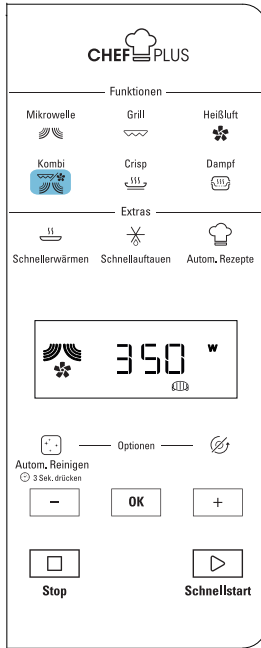 CHEF PLUS
Funktionen
Mikrowelle Grill Heißluft
Kombi Crisp Dampf
Extras
Schnellerwärmen Schnellauftauen Autom. Rezepte
350 W
Optionen
Autom. Reinigen
3 Sek. drücken
- OK +
Stop Schnellstart